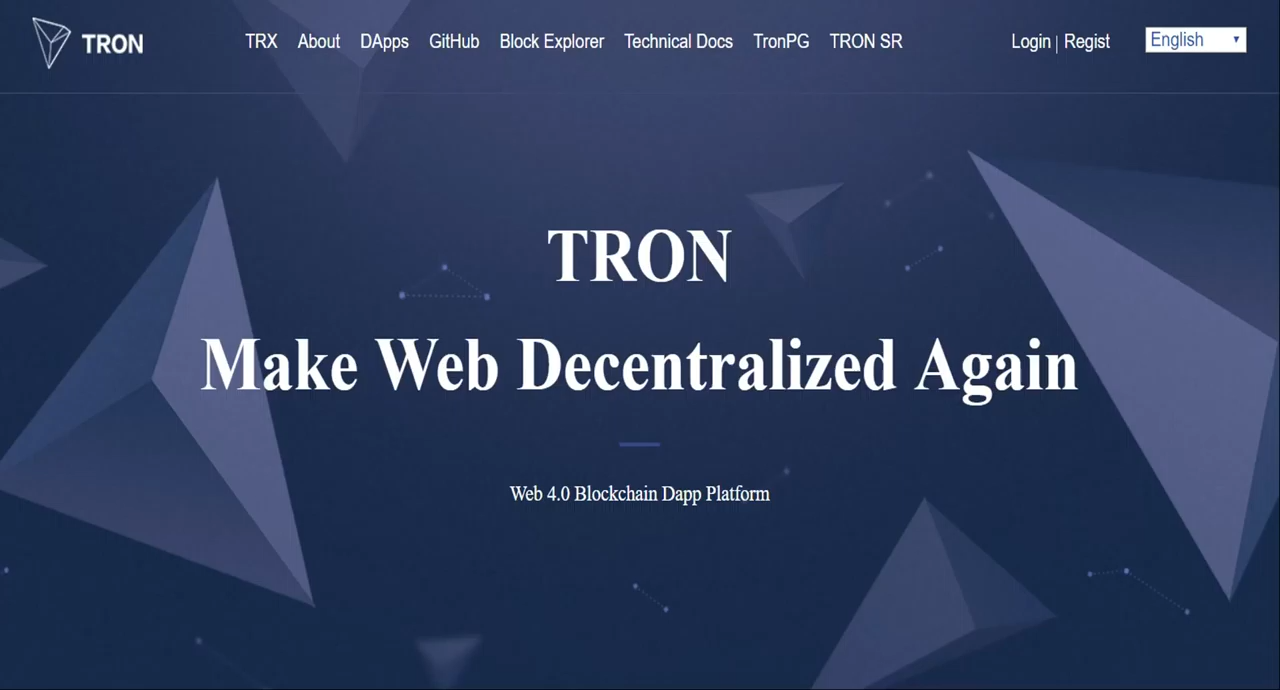 TRON
TRX About DApps GitHub Block Explorer Technical Docs TronPG TRON SR
Login | Regist
English
TRON
Make Web Decentralized Again
Web 4.0 Blockchain Dapp Platform